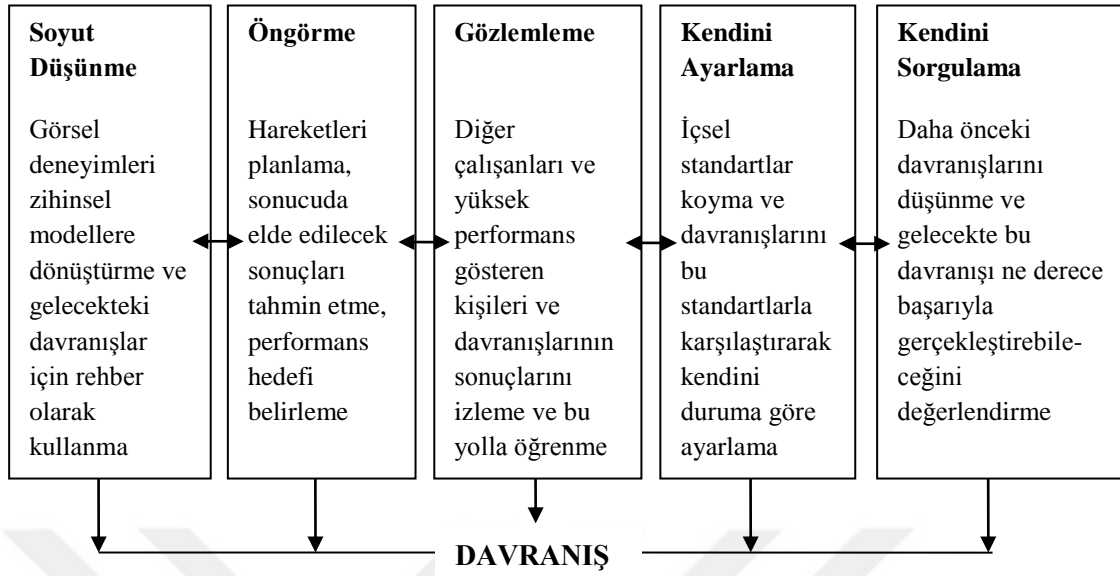 Soyut
Düşünme
Görsel
deneyimleri
zihinsel
modellere
dönüştürme ve
gelecekteki
davranışlar
için rehber
olarak
kullanma
Öngörme
Hareketleri
planlama,
sonucuda
elde edilecek
sonuçları
tahmin etme,
performans
hedefi
belirleme
Gözlemleme
Diğer
çalışanları ve
yüksek
performans
gösteren
kişileri ve
davranışlarının
sonuçlarını
izleme ve bu
yolla öğrenme
Kendini
Ayarlama
İçsel
standartlar
koyma ve
davranışlarını
bu
standartlarla
karşılaştırarak
kendini
duruma göre
ayarlama
Kendini
Sorgulama
Daha önceki
davranışlarını
düşünme ve
gelecekte bu
davranışı ne derece
başarıyla
gerçekleştirebile-
ceğini
değerlendirme
DAVRANIŞ